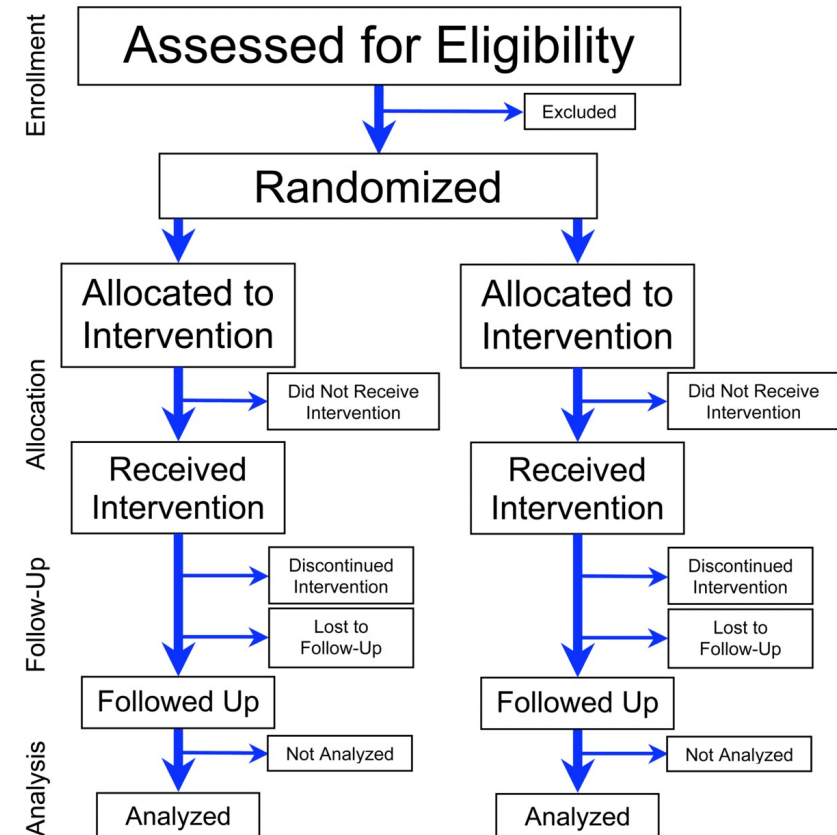 Enrollment
Assessed for Eligibility
Excluded
Randomized
Allocated to
Intervention
Allocated to
Intervention
Allocation
Did Not Receive
Intervention
Did Not Receive
Intervention
Received
Intervention
Received
Intervention
Follow-Up
Discontinued
Intervention
Discontinued
Intervention
Lost to
Follow-Up
Lost to
Follow-Up
Followed Up
Followed Up
Analysis
Not Analyzed
Not Analyzed
Analyzed
Analyzed